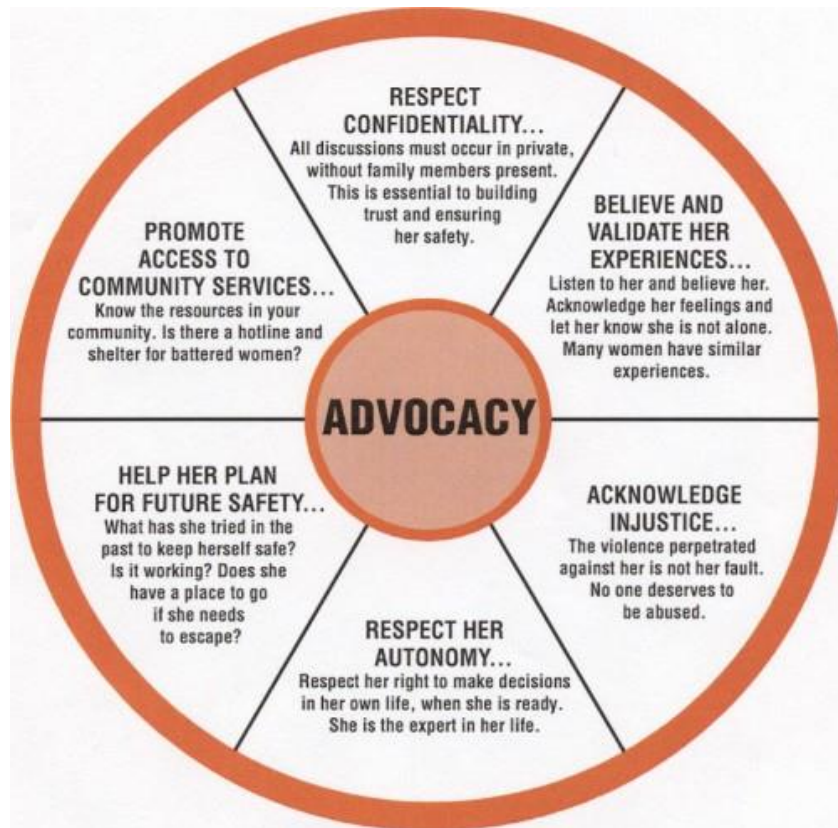 RESPECT
CONFIDENTIALITY...
All discussions must occur in private,
without family members present.
This is essential to building
trust and ensuring
her safety.
BELIEVE AND
VALIDATE HER
EXPERIENCES...
Listen to her and believe her.
Acknowledge her feelings and
let her know she is not alone.
Many women have similar
experiences.
ACKNOWLEDGE
INJUSTICE...
The violence perpetrated
against her is not her fault.
No one deserves to
be abused.
RESPECT HER
AUTONOMY...
Respect her right to make decisions
in her own life, when she is ready.
She is the expert in her life.
HELP HER PLAN
FOR FUTURE SAFETY...
What has she tried in the
past to keep herself safe?
Is it working? Does she
have a place to go
if she needs
to escape?
PROMOTE
ACCESS TO
COMMUNITY SERVICES...
Know the resources in your
community. Is there a hotline and
shelter for battered women?
ADVOCACY